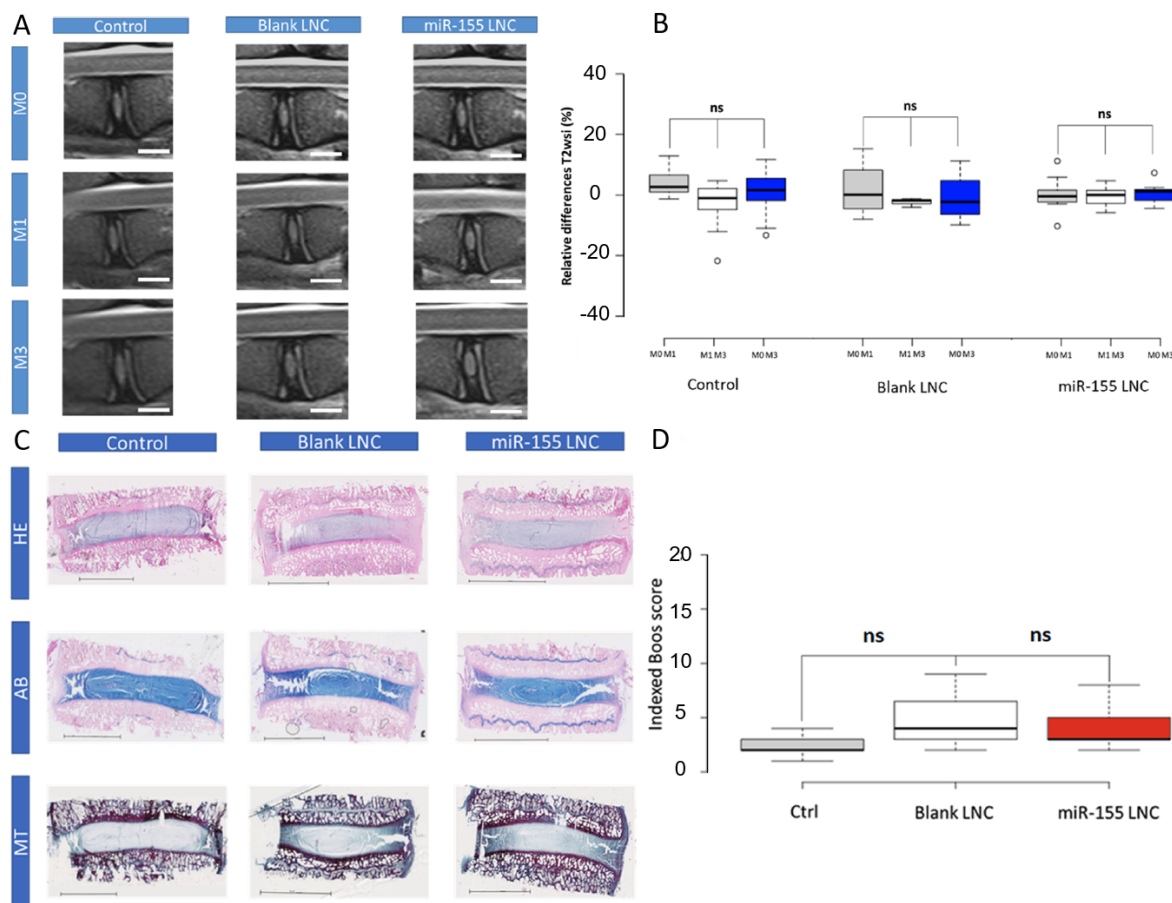 A
Control
Blank LNC
miR-155 LNC
M0
M1
M3
B
Relative differences T2wsi (%)
40
20
0
-20
-40
ns
ns
ns
M0 M1
M1 M3
M0 M3
M0 M1
M1 M3
M0 M3
M0 M1
M1 M3
M0 M3
Control
Blank LNC
miR-155 LNC
C
Control
Blank LNC
miR-155 LNC
HE
AB
MT
D
Indexed Boos score
20
15
10
5
0
ns
ns
Ctrl
Blank LNC
miR-155 LNC